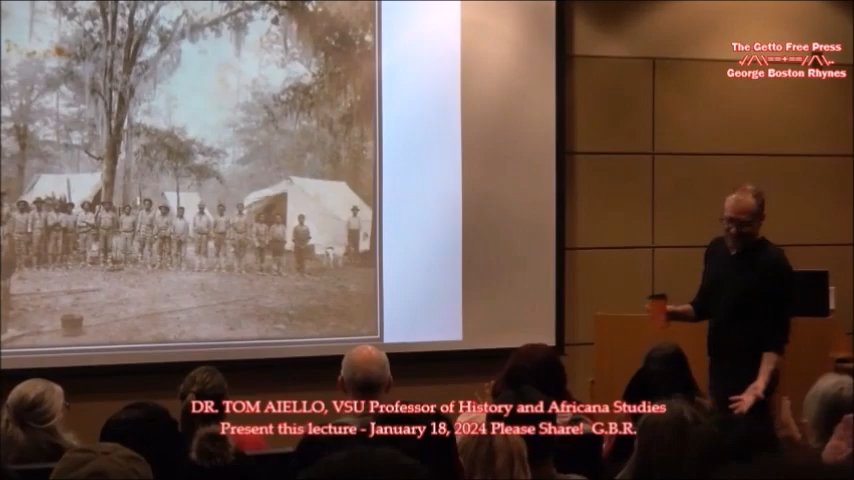 The Getto Free Press
George Boston Rhynes
DR. TOM AIELLO, VSU Professor of History and Africana Studies
Present this lecture - January 18, 2024 Please Share! G.B.R.